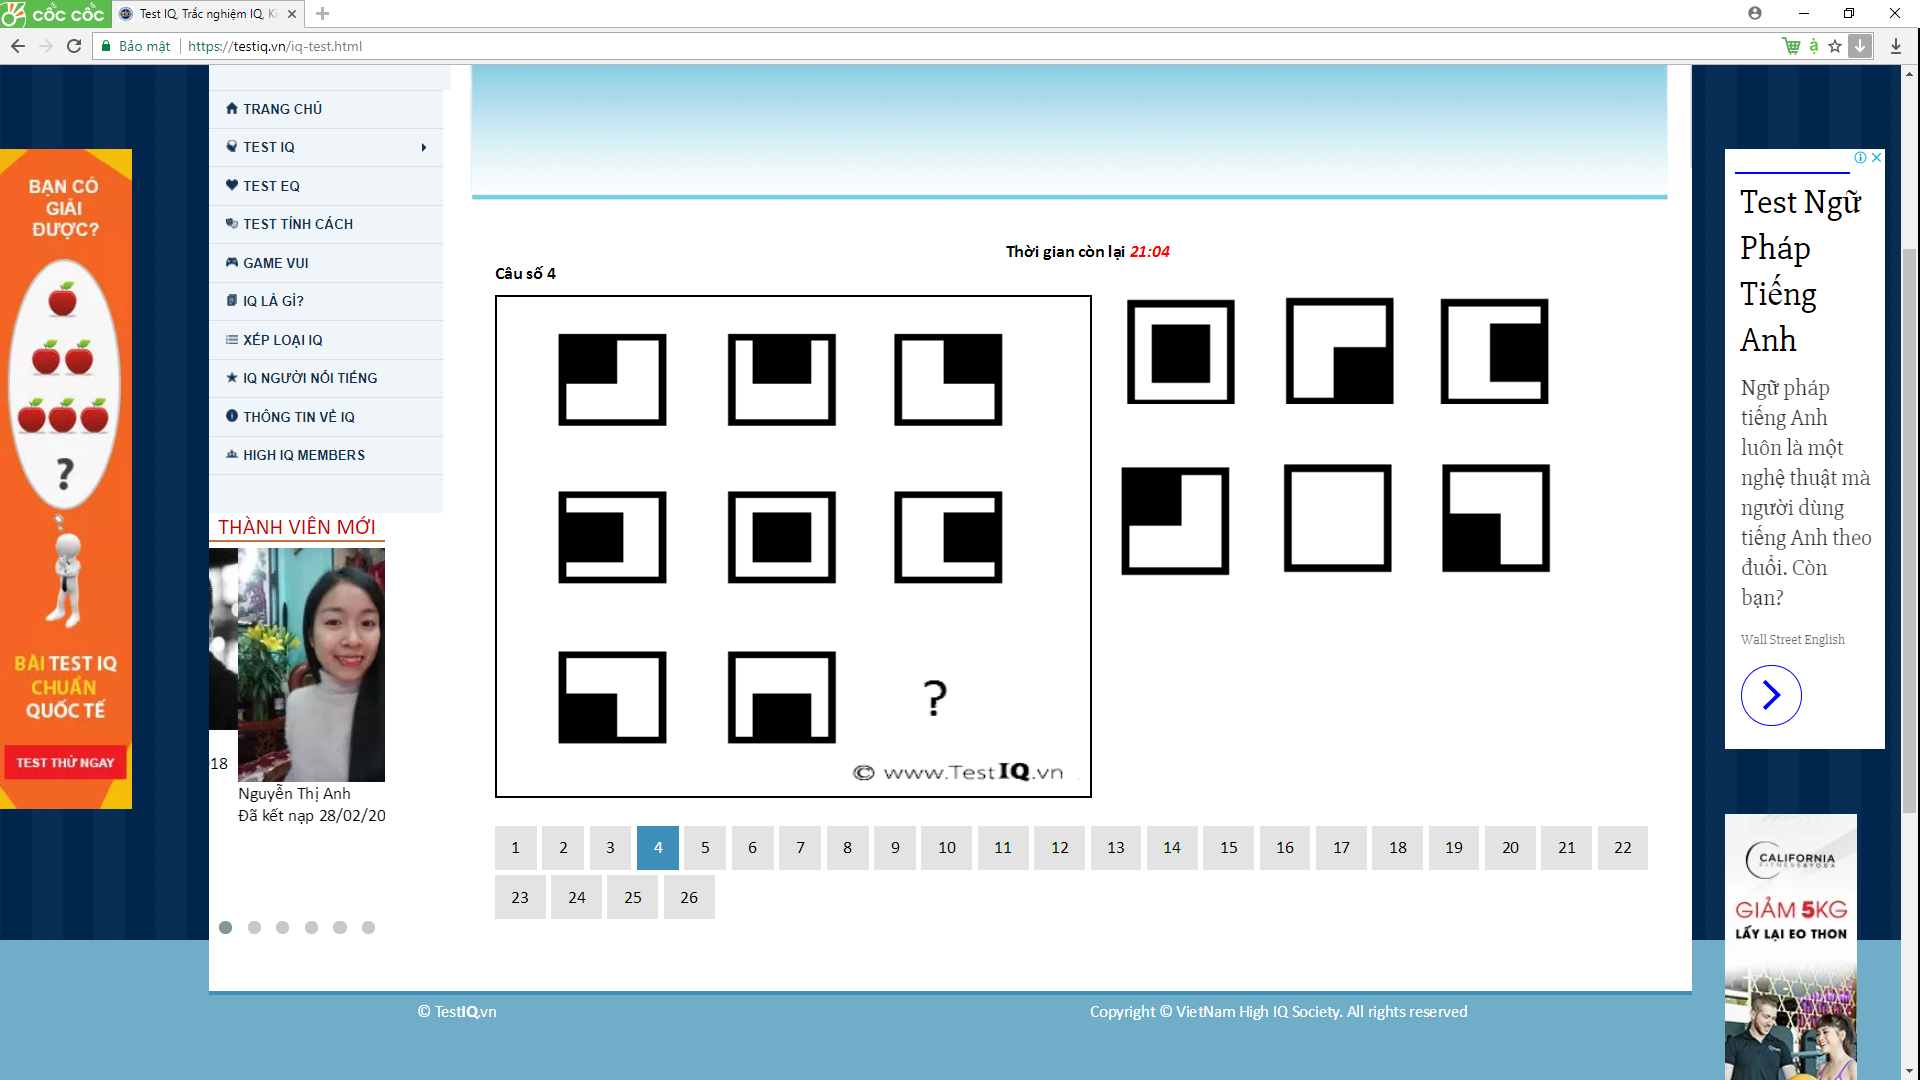 cốc cốc
Test IQ, Trắc nghiệm IQ, K
Bảo mật
https://testiq.vn/iq-test.html
TRANG CHỦ
TEST IQ
TEST EQ
TEST TÍNH CÁCH
GAME VUI
IQ LÀ GÌ?
XẾP LOẠI IQ
IQ NGƯỜI NỔI TIẾNG
THÔNG TIN VỀ IQ
HIGH IQ MEMBERS
THÀNH VIÊN MỚI
18
Nguyễn Thị Anh
Đã kết nạp 28/02/20
BẠN CÓ
GIẢI
ĐƯỢC?
?
BÀI TEST IQ
CHUẨN
QUỐC TẾ
TEST THỬ NGAY
Thời gian còn lại 21:04
Câu số 4
?
© www.TestIQ.vn
1 2 3 4 5 6 7 8 9 10 11 12 13 14 15 16 17 18 19 20 21 22
23 24 25 26
Test Ngữ
Pháp
Tiếng
Anh
Ngữ pháp
tiếng Anh
luôn là một
nghệ thuật mà
người dùng
tiếng Anh theo
đuổi. Còn
bạn?
Wall Street English
CALIFORNIA
FITNESS & YOGA
GIẢM 5KG
LẤY LẠI EO THON
© TestIQ.vn
Copyright © VietNam High IQ Society. All rights reserved